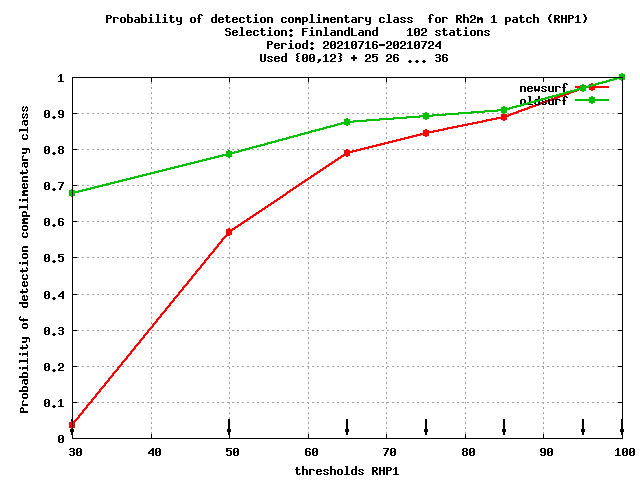 Probability of detection complimentary class  for Rh2m 1 patch (RHP1)
Selection: FinlandLand    102 stations
Period: 20210716-20210724
Used {00,12} + 25 26 ... 36
newsurf
oldsurf
Probability of detection complimentary class
1
0.9
0.8
0.7
0.6
0.5
0.4
0.3
0.2
0.1
0
30 40 50 60 70 80 90 100
thresholds RHP1